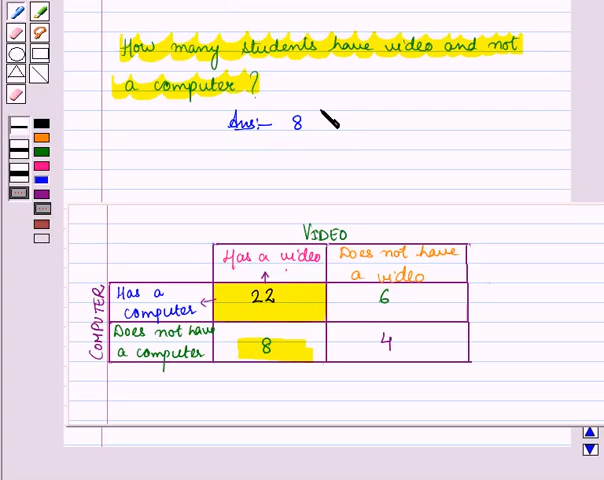 How many students have video and not
a computer?
Ans:- 8
VIDEO
Has a video
Does not have
a video
COMPUTER
Has a
computer
22
6
Does not have
a computer
8
4